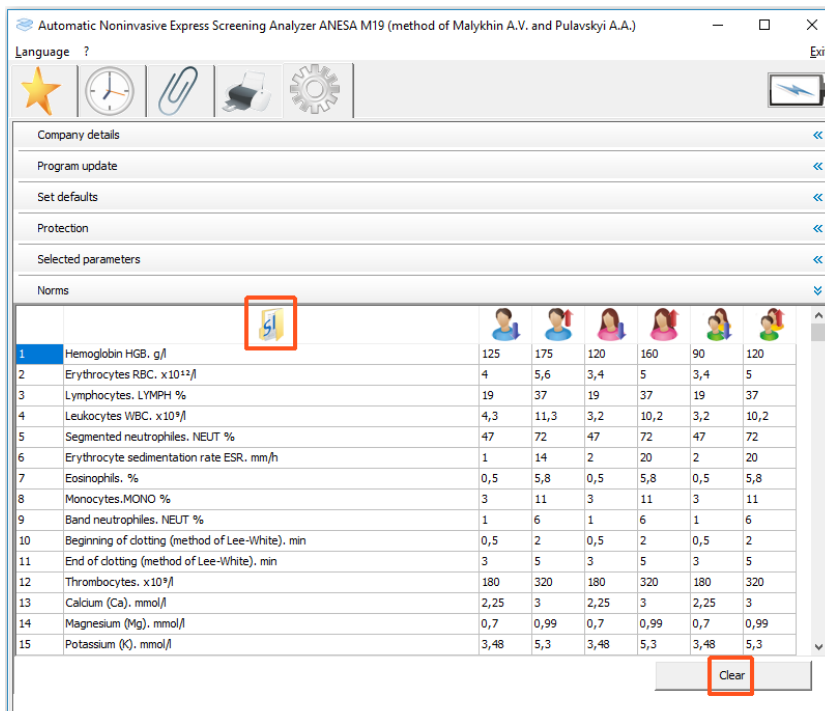 Automatic Noninvasive Express Screening Analyzer ANESA M19 (method of Malykhin A.V. and Pulavskyi A.A.)
Language ? Exi
Company details
Program update
Set defaults
Protection
Selected parameters
Norms
SI
1 Hemoglobin HGB. g/l 125 175 120 160 90 120
2 Erythrocytes RBC. x10¹²/l 4 5,6 3,4 5 3,4 5
3 Lymphocytes. LYMPH % 19 37 19 37 19 37
4 Leukocytes WBC. x10⁹/l 4,3 11,3 3,2 10,2 3,2 10,2
5 Segmented neutrophiles. NEUT % 47 72 47 72 47 72
6 Erythrocyte sedimentation rate ESR. mm/h 1 14 2 20 2 20
7 Eosinophils. % 0,5 5,8 0,5 5,8 0,5 5,8
8 Monocytes.MONO % 3 11 3 11 3 11
9 Band neutrophiles. NEUT % 1 6 1 6 1 6
10 Beginning of clotting (method of Lee-White). min 0,5 2 0,5 2 0,5 2
11 End of clotting (method of Lee-White). min 3 5 3 5 3 5
12 Thrombocytes. x10⁹/l 180 320 180 320 180 320
13 Calcium (Ca). mmol/l 2,25 3 2,25 3 2,25 3
14 Magnesium (Mg). mmol/l 0,7 0,99 0,7 0,99 0,7 0,99
15 Potassium (K). mmol/l 3,48 5,3 3,48 5,3 3,48 5,3
Clear